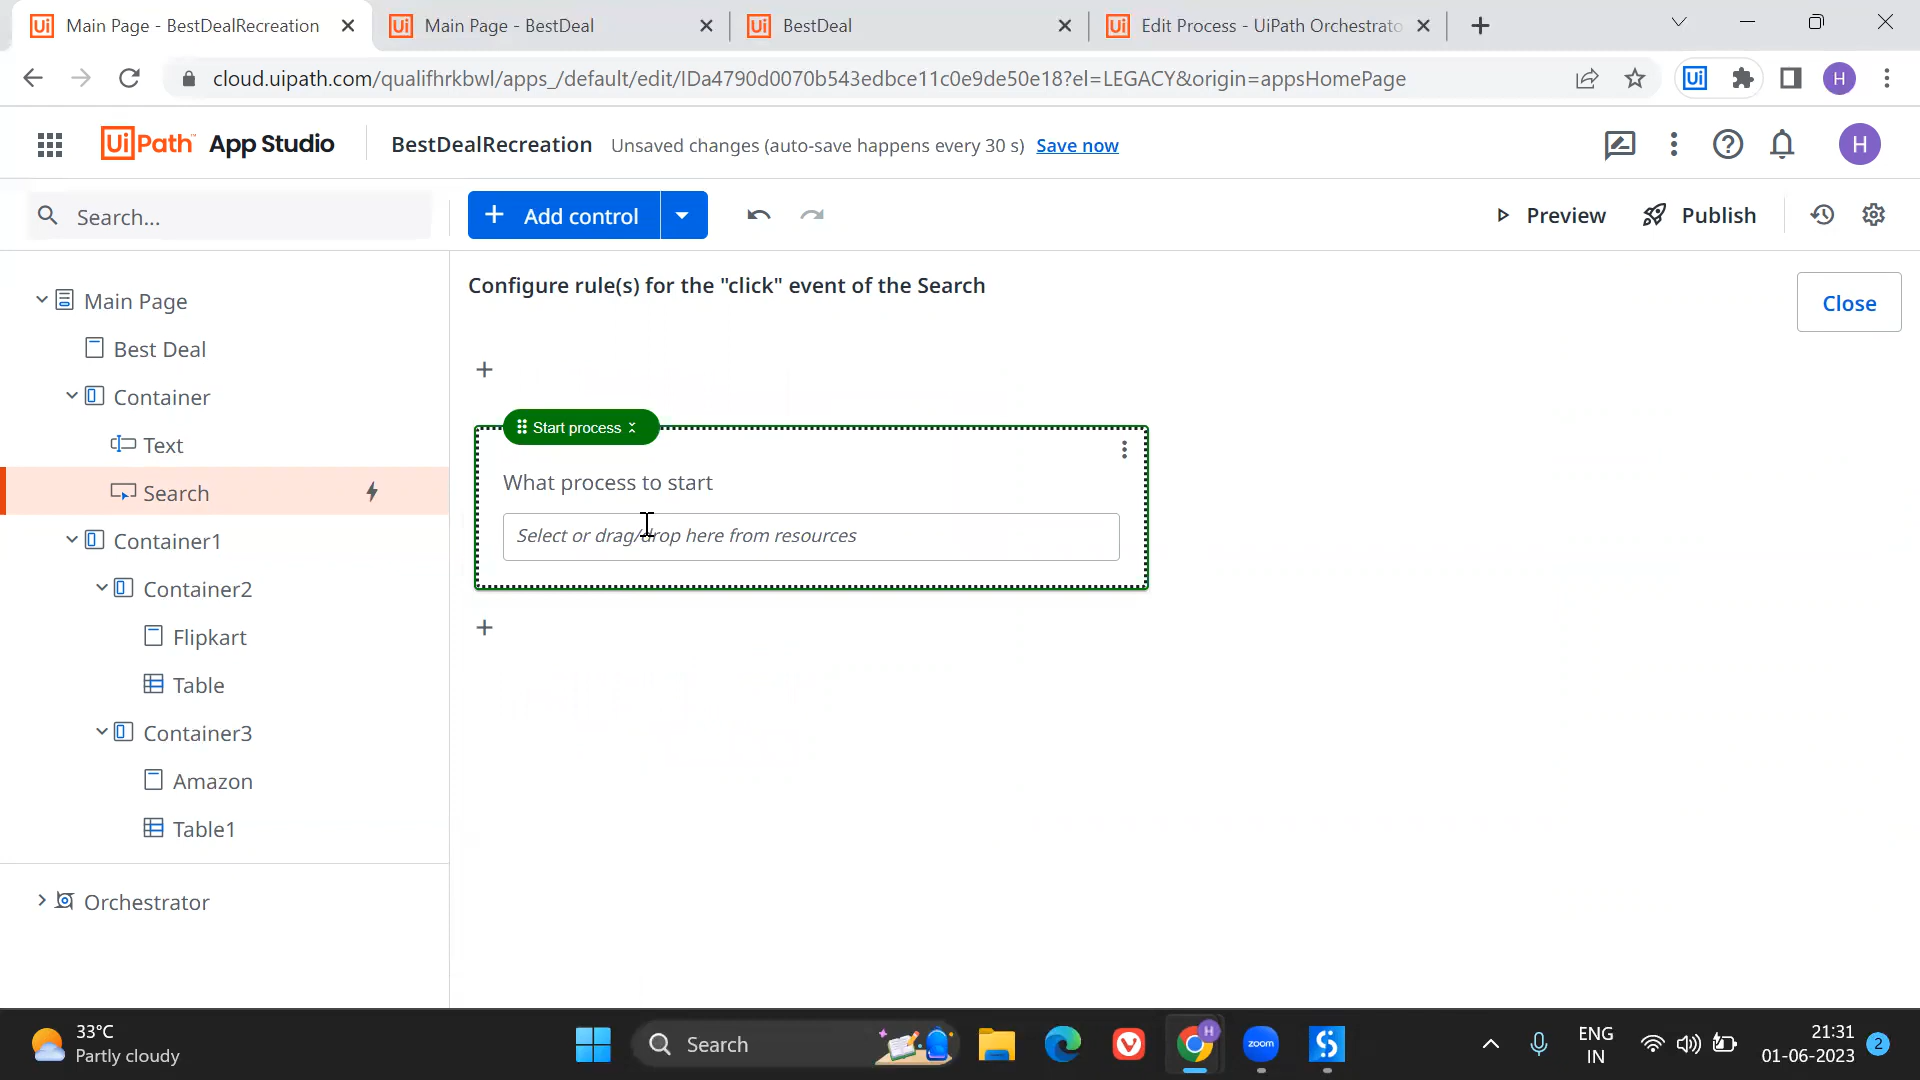 Main Page - BestDealRecreation
Main Page - BestDeal
BestDeal
Edit Process - UiPath Orchestrato
cloud.uipath.com/qualifhrkbwl/apps_/default/edit/IDa4790d0070b543edbce11c0e9de50e18?el=LEGACY&origin=appsHomePage
Ui
H
UiPath™ App Studio
BestDealRecreation
Unsaved changes (auto-save happens every 30 s) Save now
H
Search...
Add control
Preview
Publish
Main Page
Best Deal
Container
Text
Search
Container1
Container2
Flipkart
Table
Container3
Amazon
Table1
Orchestrator
Configure rule(s) for the "click" event of the Search
Close
Start process
What process to start
Select or drag/drop here from resources
33°C
Partly cloudy
Search
H
zoom
ENG
IN
21:31
01-06-2023
2